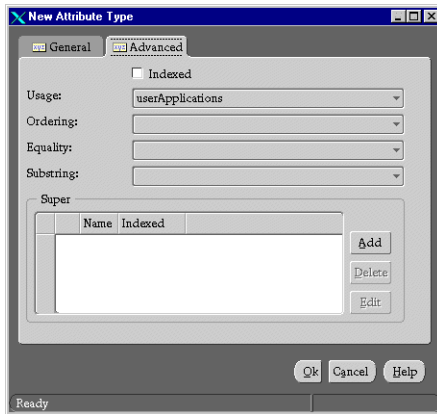 New Attribute Type
General Advanced
Indexed
Usage: userApplications
Ordering:
Equality:
Substring:
Super
Name Indexed
Add
Delete
Edit
Ok Cancel Help
Ready